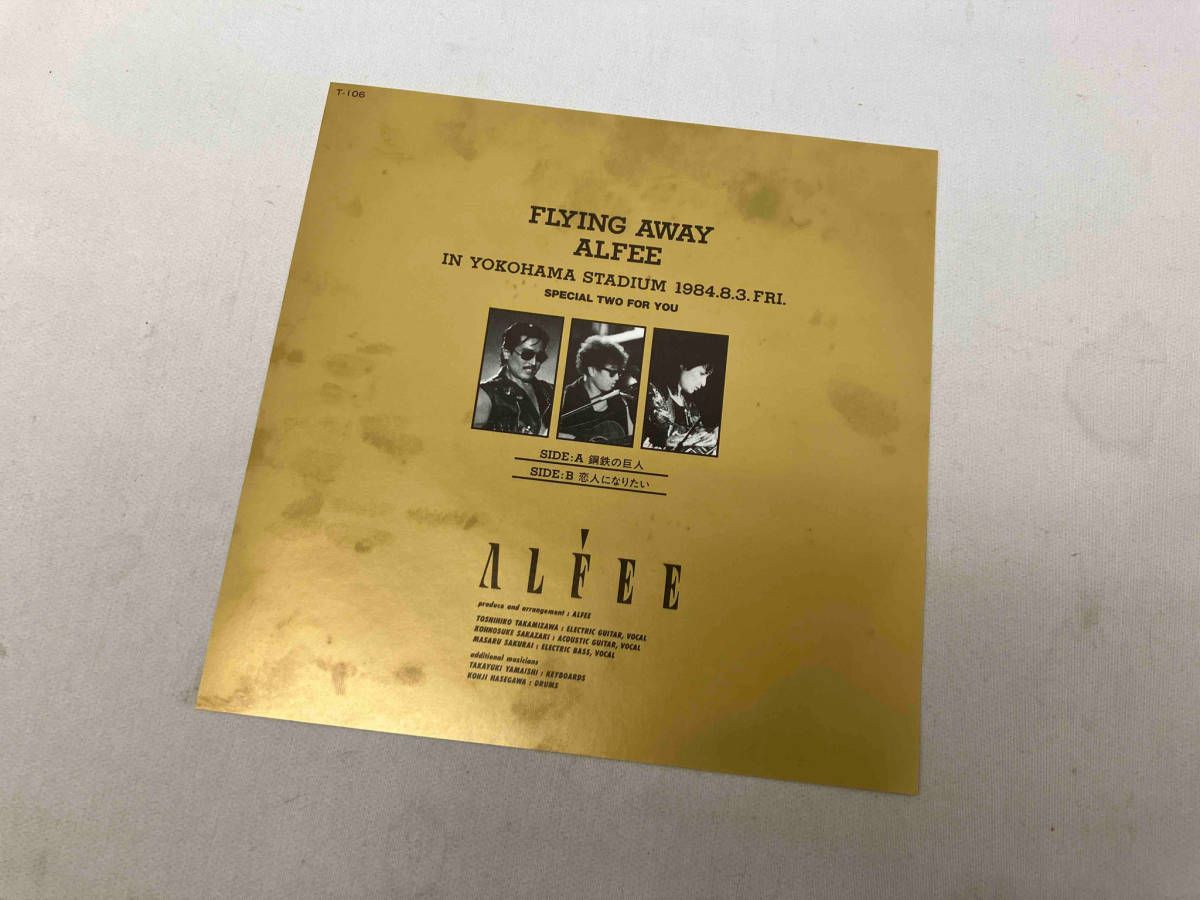 T-106
FLYING AWAY
ALFEE
IN YOKOHAMA STADIUM 1984.8.3.FRI.
SPECIAL TWO FOR YOU
SIDE:A 鋼鉄の巨人
SIDE:B 恋人になりたい
ALFEE
produce and arrangement : ALFEE
TOSHIHIKO TAKAMIZAWA : ELECTRIC GUITAR, VOCAL
KOHNOSUKE SAKAZAKI : ACOUSTIC GUITAR, VOCAL
MASARU SAKURAI : ELECTRIC BASS, VOCAL
additional musicians
TAKAYUKI YAMAISHI : KEYBOARDS
KOUJI HASEGAWA : DRUMS